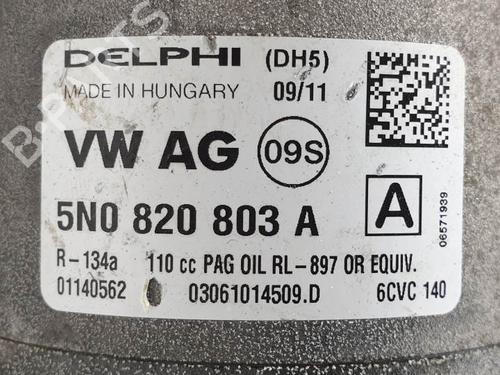 DELPHI (DH5)
MADE IN HUNGARY 09/11
VW AG 09S
5N0 820 803 A A
06571939
R-134a 110 cc PAG OIL RL-897 OR EQUIV.
01140562 03061014509.D 6CVC 140
B-PARTS